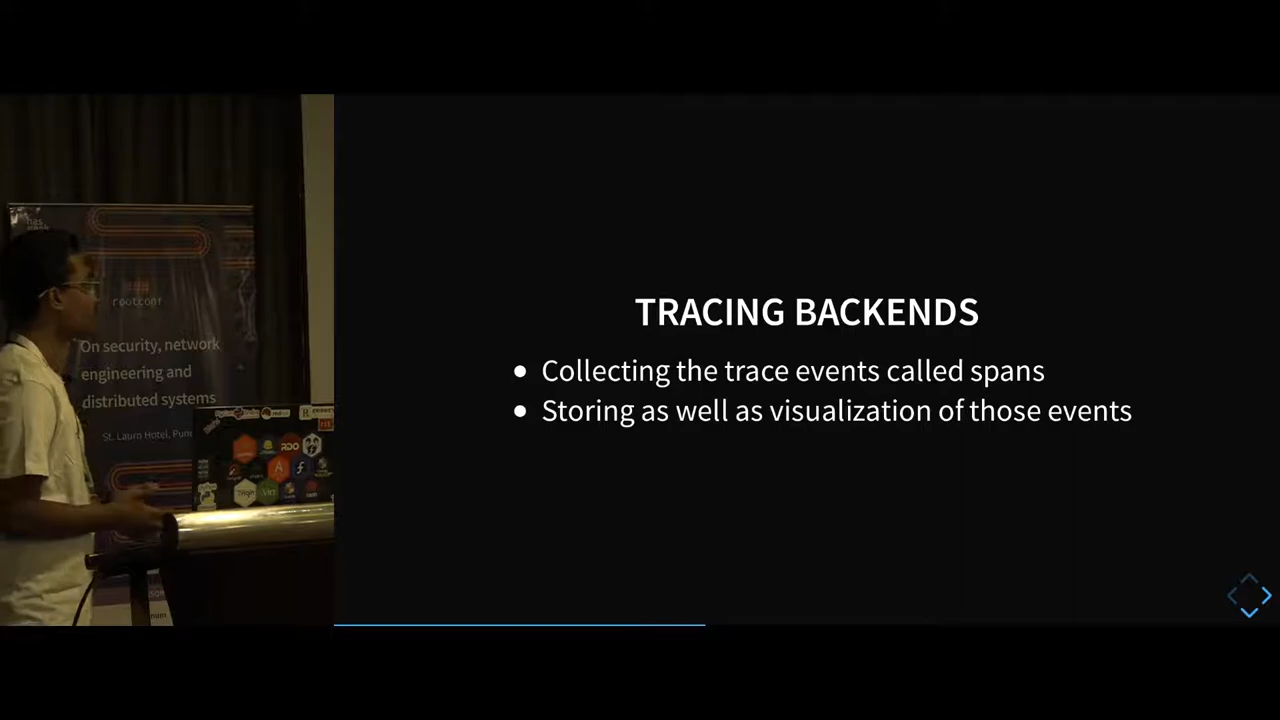 TRACING BACKENDS
Collecting the trace events called spans
Storing as well as visualization of those events
rootconf
On security, network
engineering and
distributed systems
St. Laurn Hotel, Pune
RDO